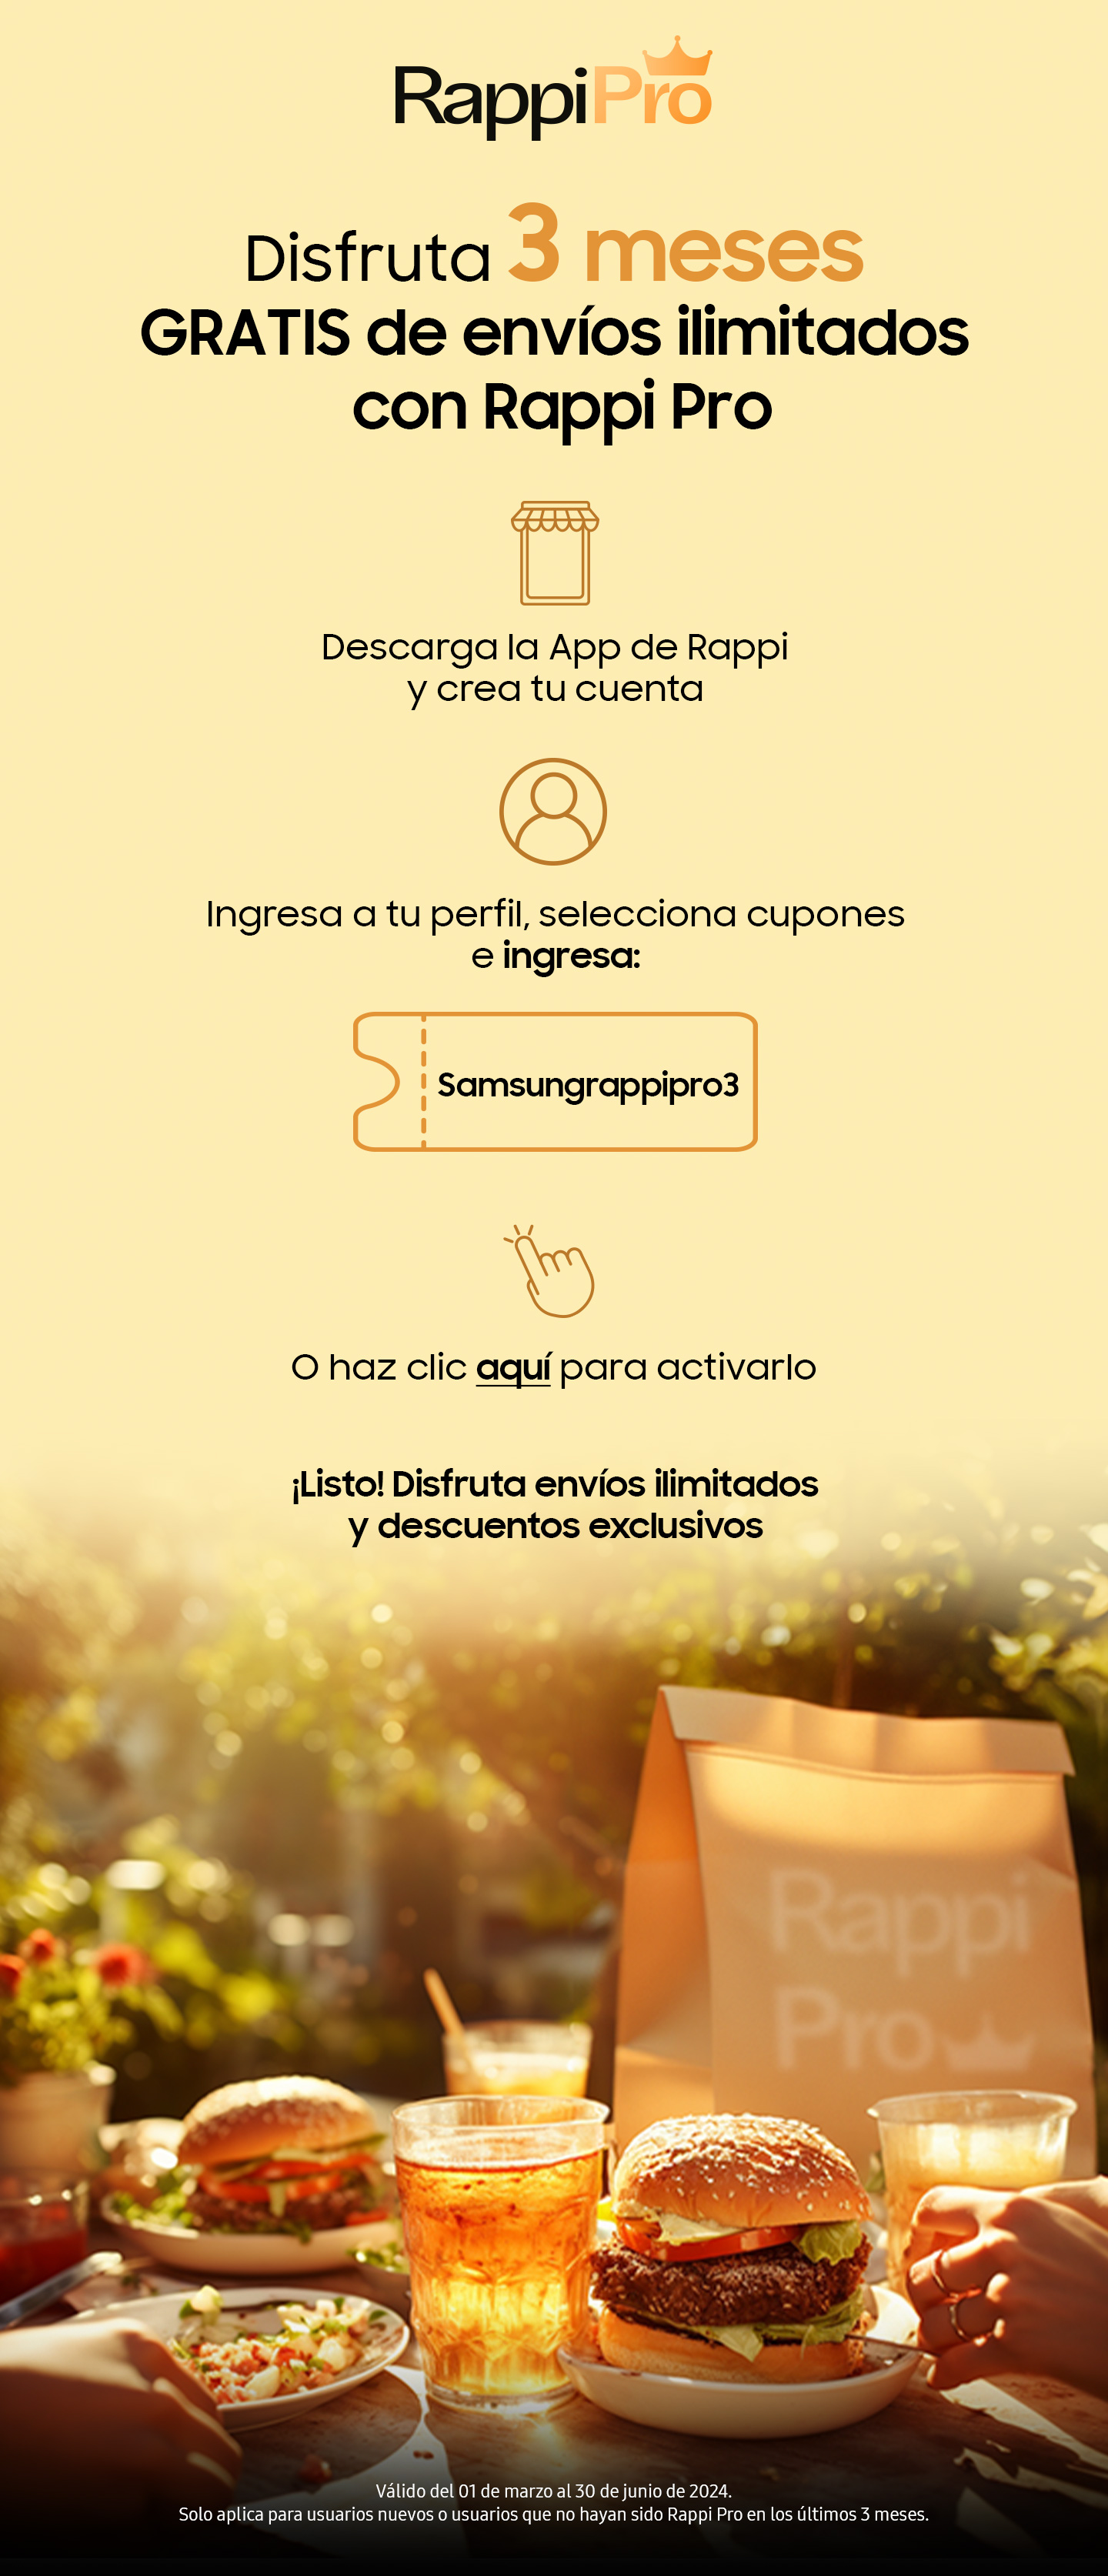 RappiPro
Disfruta 3 meses
GRATIS de envíos ilimitados
con Rappi Pro
Descarga la App de Rappi
y crea tu cuenta
Ingresa a tu perfil, selecciona cupones
e ingresa:
Samsungrappipro3
O haz clic aquí para activarlo
¡Listo! Disfruta envíos ilimitados
y descuentos exclusivos
Rappi
Pro
Válido del 01 de marzo al 30 de junio de 2024.
Solo aplica para usuarios nuevos o usuarios que no hayan sido Rappi Pro en los últimos 3 meses.